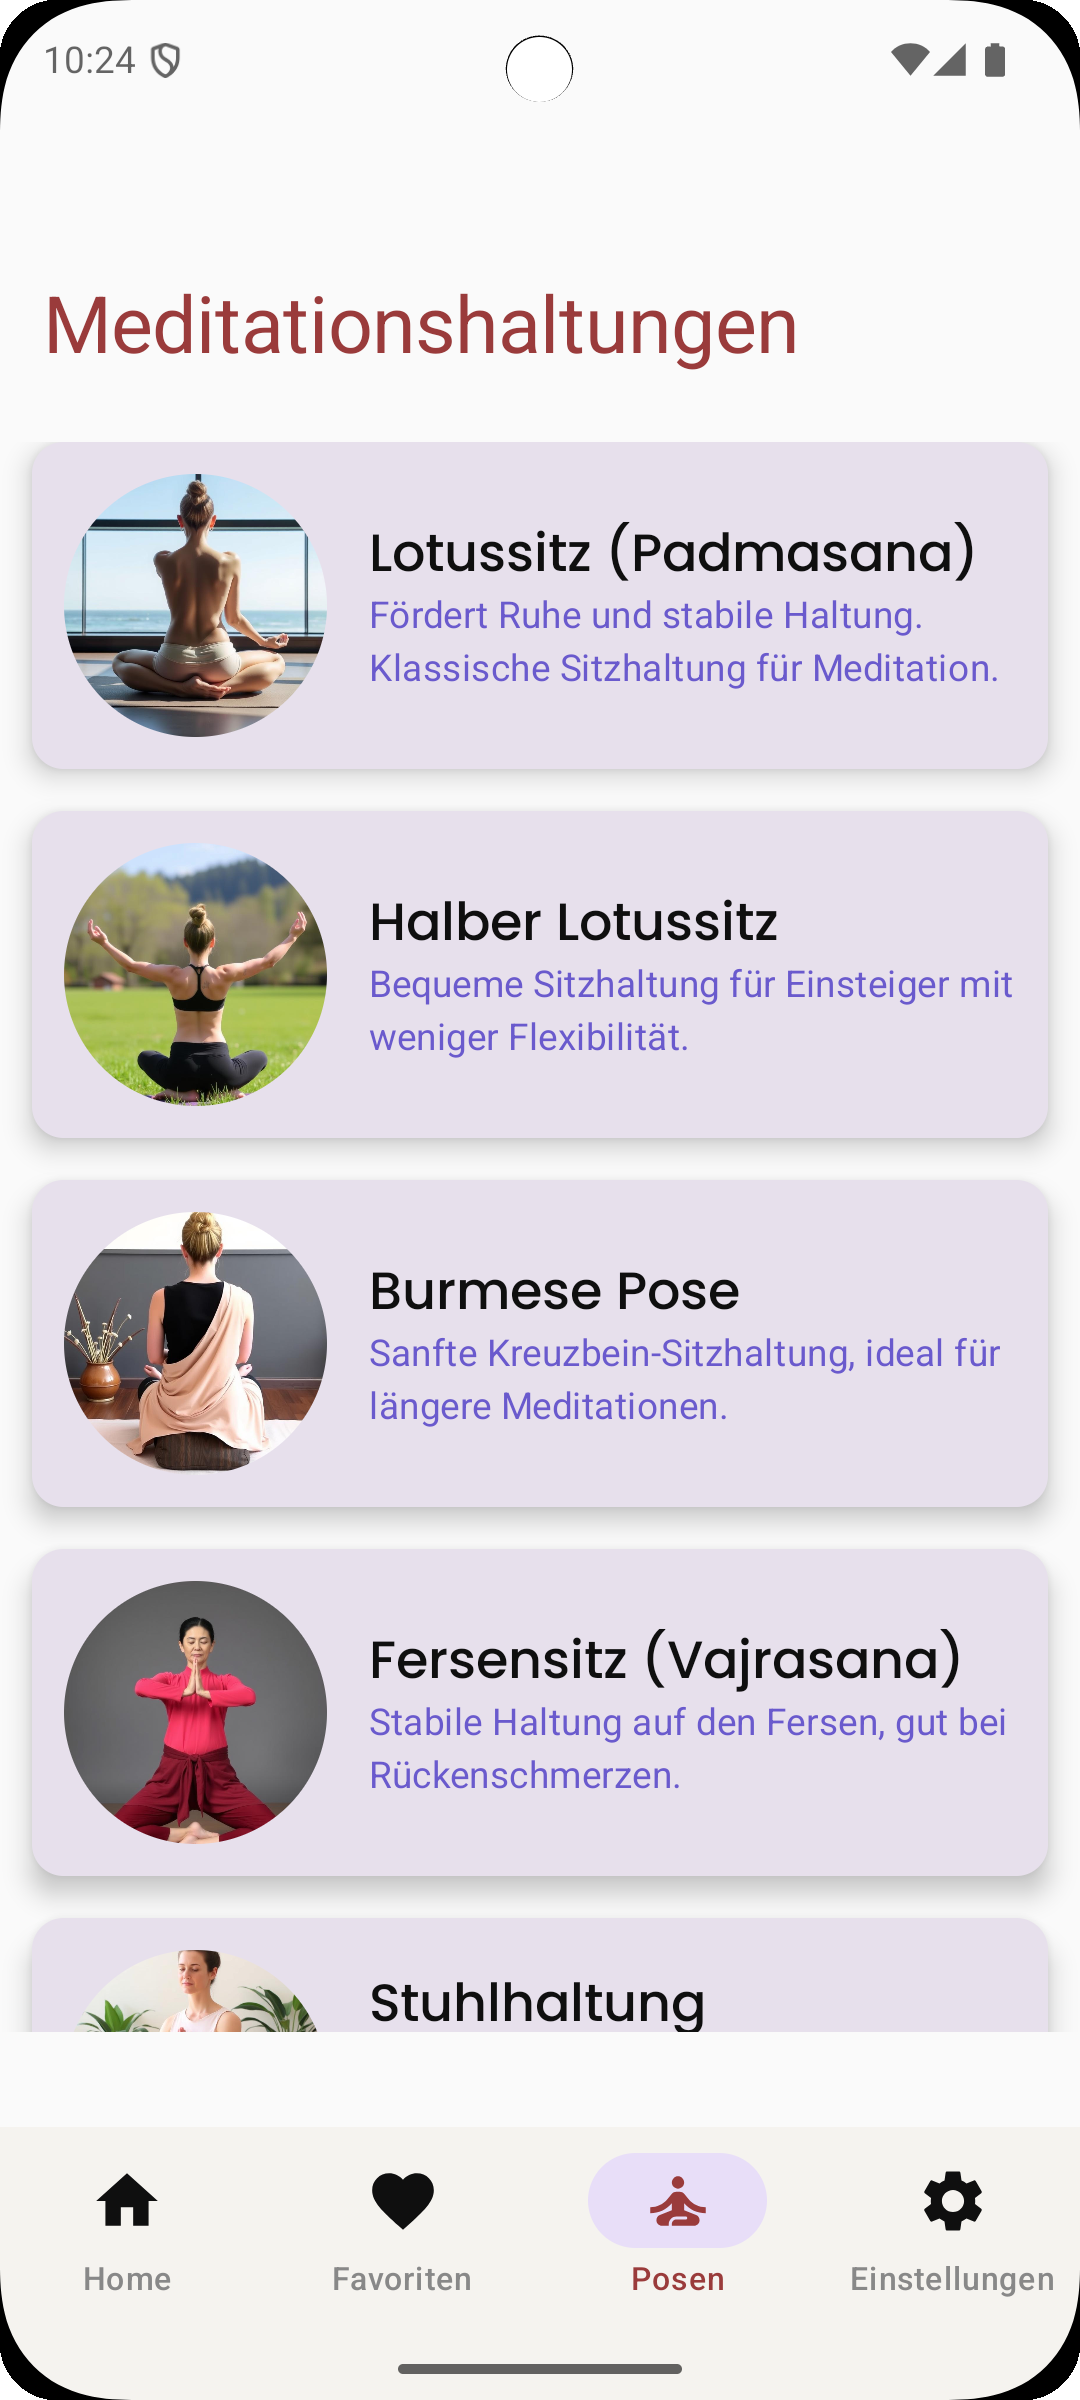 10:24
Meditationshaltungen
Lotussitz (Padmasana)
Fördert Ruhe und stabile Haltung.
Klassische Sitzhaltung für Meditation.
Halber Lotussitz
Bequeme Sitzhaltung für Einsteiger mit
weniger Flexibilität.
Burmese Pose
Sanfte Kreuzbein-Sitzhaltung, ideal für
längere Meditationen.
Fersensitz (Vajrasana)
Stabile Haltung auf den Fersen, gut bei
Rückenschmerzen.
Stuhlhaltung
Home
Favoriten
Posen
Einstellungen